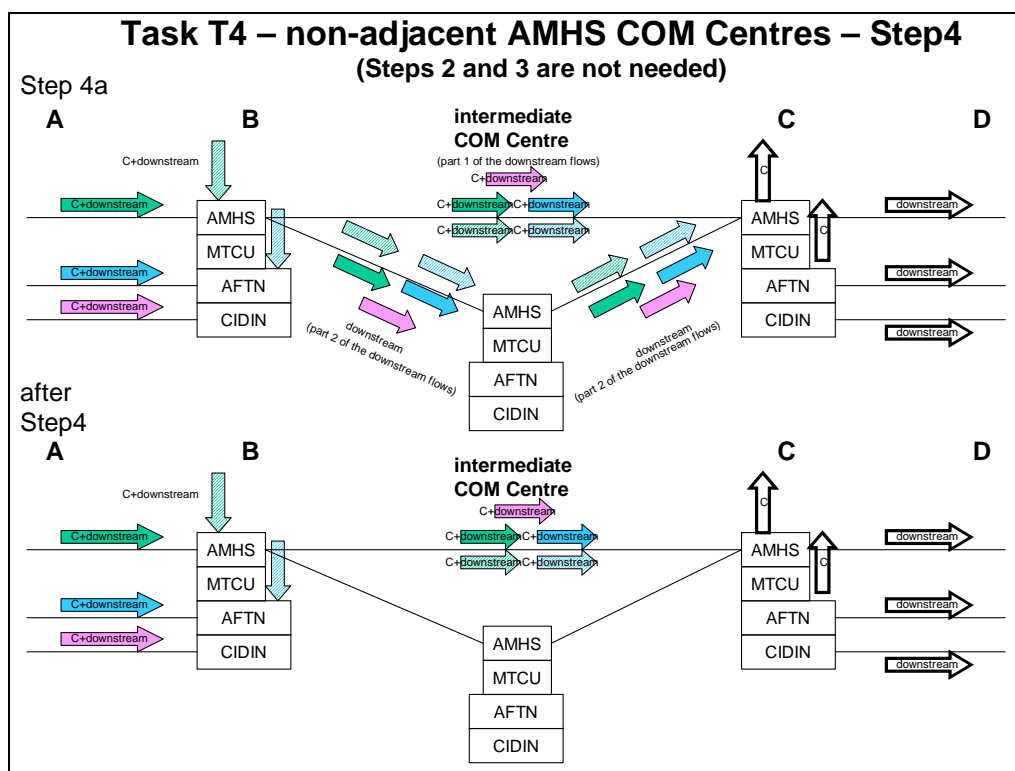 Task T4 – non-adjacent AMHS COM Centres – Step4
(Steps 2 and 3 are not needed)
Step 4a
A
B
intermediate
COM Centre
(part 1 of the downstream flows)
C
D
C+downstream
C+downstream
C+downstream
C+downstream
C+downstream C+downstream
C+downstream C+downstream
C+downstream
C+downstream
AMHS
MTCU
AFTN
CIDIN
downstream
(part 2 of the downstream flows)
AMHS
MTCU
AFTN
CIDIN
downstream
(part 2 of the downstream flows)
C
C
AMHS
MTCU
AFTN
CIDIN
downstream
downstream
downstream
after
Step4
A
B
intermediate
COM Centre
C
D
C+downstream
C+downstream
C+downstream
C+downstream
C+downstream C+downstream
C+downstream C+downstream
C+downstream
C+downstream
AMHS
MTCU
AFTN
CIDIN
AMHS
MTCU
AFTN
CIDIN
C
C
AMHS
MTCU
AFTN
CIDIN
downstream
downstream
downstream